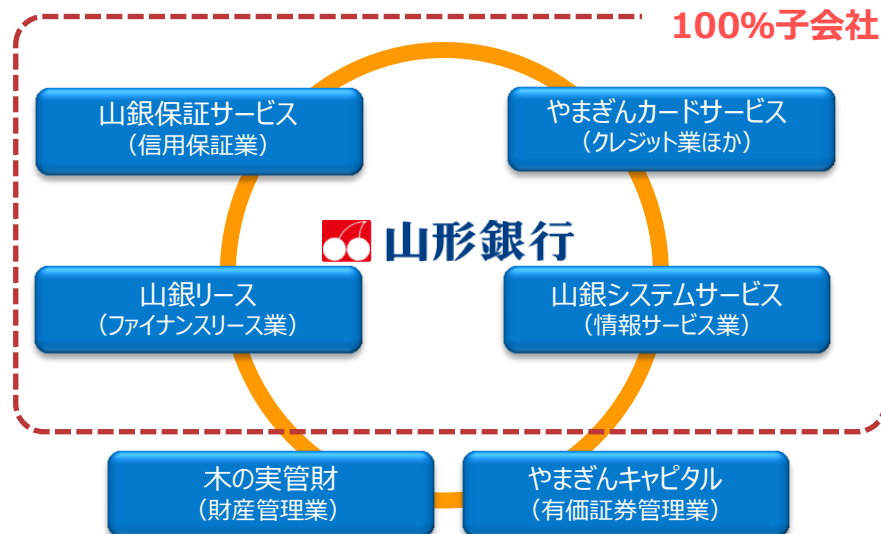 100%子会社
山銀保証サービス
（信用保証業）
やまぎんカードサービス
（クレジット業ほか）
山形銀行
山銀リース
（ファイナンスリース業）
山銀システムサービス
（情報サービス業）
木の実管財
（財産管理業）
やまぎんキャピタル
（有価証券管理業）